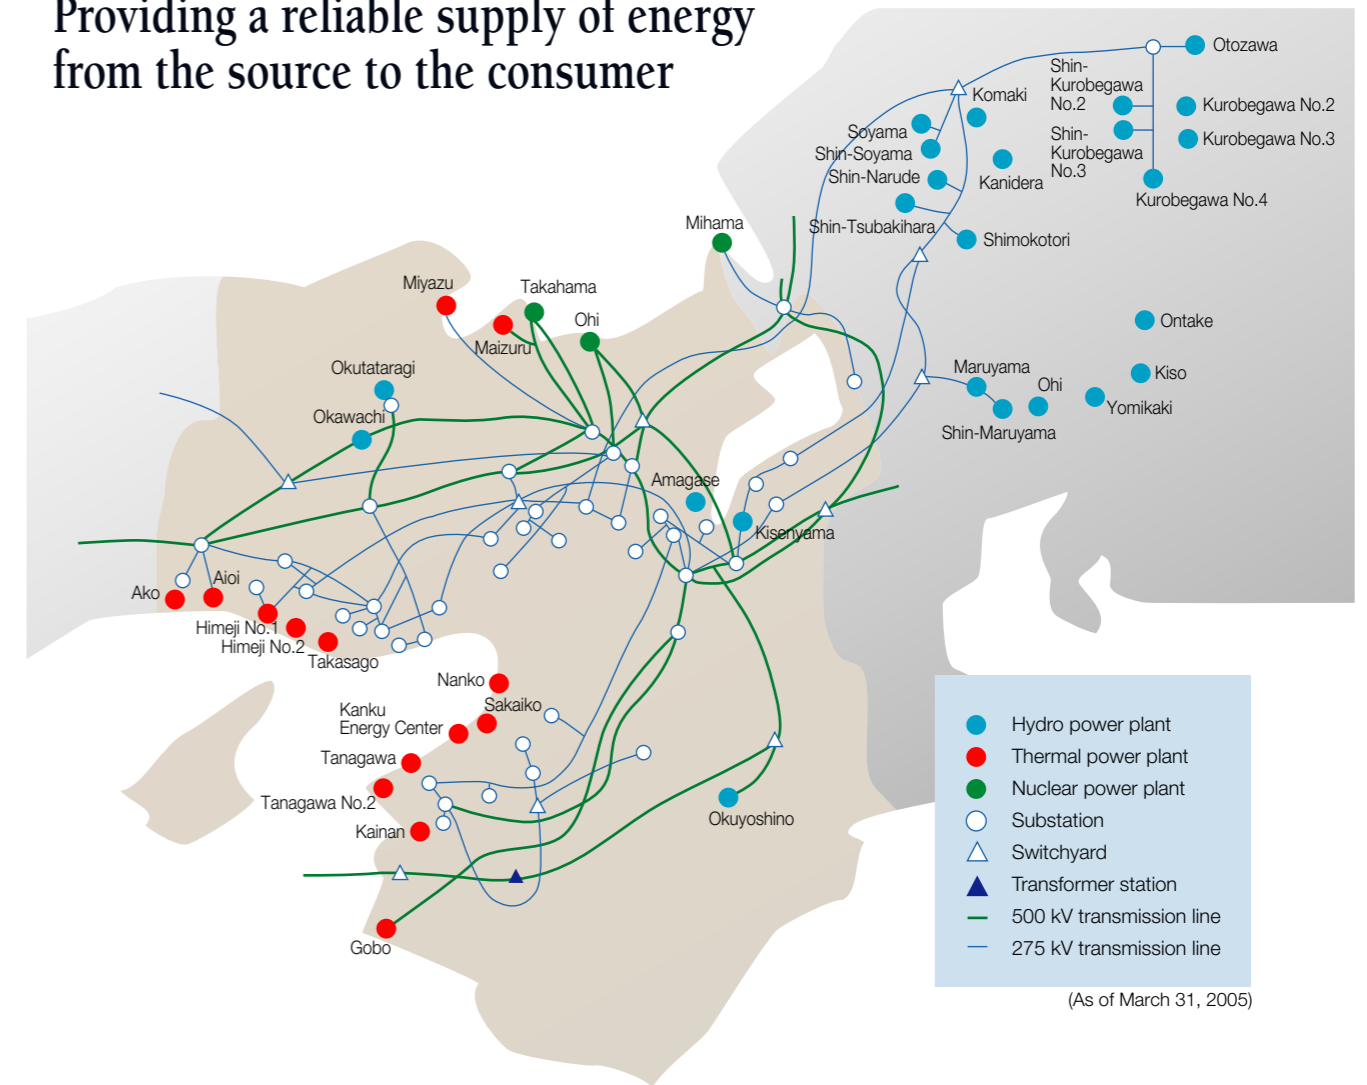 Providing a reliable supply of energy
from the source to the consumer
Otozawa
Shin-
Kurobegawa
No.2
Kurobegawa No.2
Shin-
Kurobegawa
No.3
Kurobegawa No.3
Kurobegawa No.4
Komaki
Soyama
Shin-Soyama
Kanidera
Shin-Narude
Shin-Tsubakihara
Shimokotori
Mihama
Miyazu
Takahama
Maizuru
Ohi
Ontake
Okutataragi
Okawachi
Maruyama
Ohi
Kiso
Yomikaki
Shin-Maruyama
Amagase
Kisenyama
Ako
Aioi
Himeji No.1
Himeji No.2
Takasago
Nanko
Sakaiko
Kanku
Energy Center
Tanagawa
Tanagawa No.2
Kainan
Okuyoshino
Gobo
Hydro power plant
Thermal power plant
Nuclear power plant
Substation
Switchyard
Transformer station
500 kV transmission line
275 kV transmission line
(As of March 31, 2005)